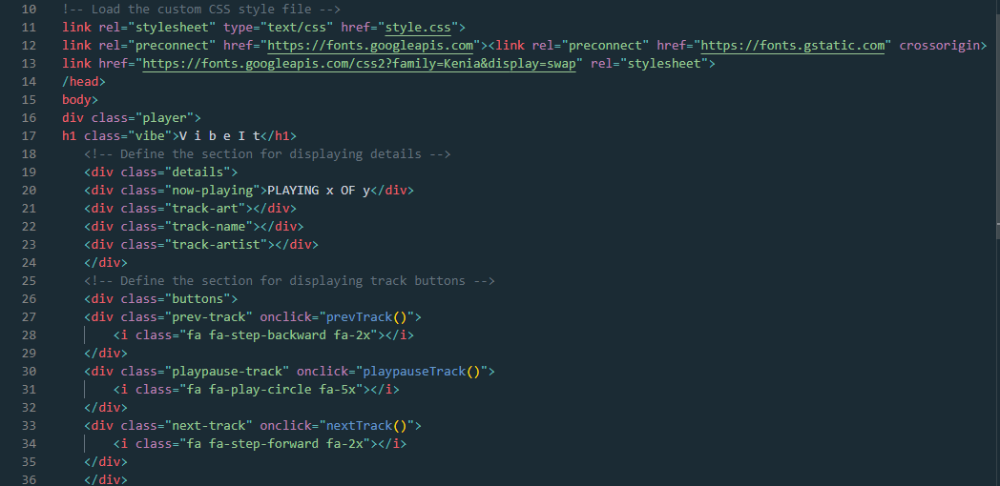 10 !-- Load the custom CSS style file -->
11 link rel="stylesheet" type="text/css" href="style.css">
12 link rel="preconnect" href="https://fonts.googleapis.com"><link rel="preconnect" href="https://fonts.gstatic.com" crossorigin>
13 link href="https://fonts.googleapis.com/css2?family=Kenia&display=swap" rel="stylesheet">
14 /head>
15 body>
16 div class="player">
17 h1 class="vibe">V i b e I t</h1>
18 <!-- Define the section for displaying details -->
19 <div class="details">
20 <div class="now-playing">PLAYING x OF y</div>
21 <div class="track-art"></div>
22 <div class="track-name"></div>
23 <div class="track-artist"></div>
24 </div>
25 <!-- Define the section for displaying track buttons -->
26 <div class="buttons">
27 <div class="prev-track" onclick="prevTrack()">
28 <i class="fa fa-step-backward fa-2x"></i>
29 </div>
30 <div class="playpause-track" onclick="playpauseTrack()">
31 <i class="fa fa-play-circle fa-5x"></i>
32 </div>
33 <div class="next-track" onclick="nextTrack()">
34 <i class="fa fa-step-forward fa-2x"></i>
35 </div>
36 </div>